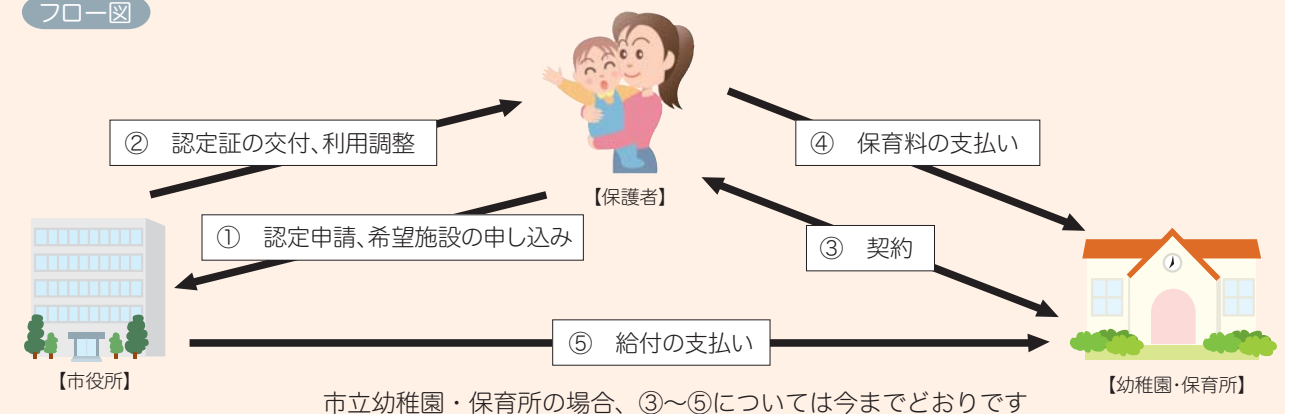 フロー図
② 認定証の交付、利用調整
④ 保育料の支払い
【保護者】
① 認定申請、希望施設の申し込み
③ 契約
⑤ 給付の支払い
【市役所】
【幼稚園・保育所】
市立幼稚園・保育所の場合、③〜⑤については今までどおりです